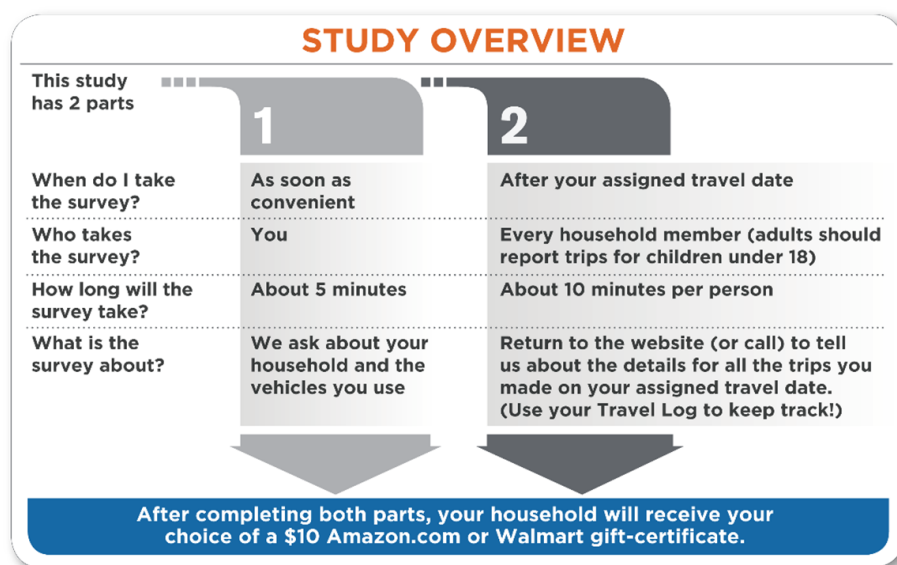 STUDY OVERVIEW
This study
has 2 parts
1
2
When do I take
the survey?
As soon as
convenient
After your assigned travel date
Who takes
the survey?
You
Every household member (adults should
report trips for children under 18)
How long will the
survey take?
About 5 minutes
About 10 minutes per person
What is the
survey about?
We ask about your
household and the
vehicles you use
Return to the website (or call) to tell
us about the details for all the trips you
made on your assigned travel date.
(Use your Travel Log to keep track!)
After completing both parts, your household will receive your
choice of a $10 Amazon.com or Walmart gift-certificate.